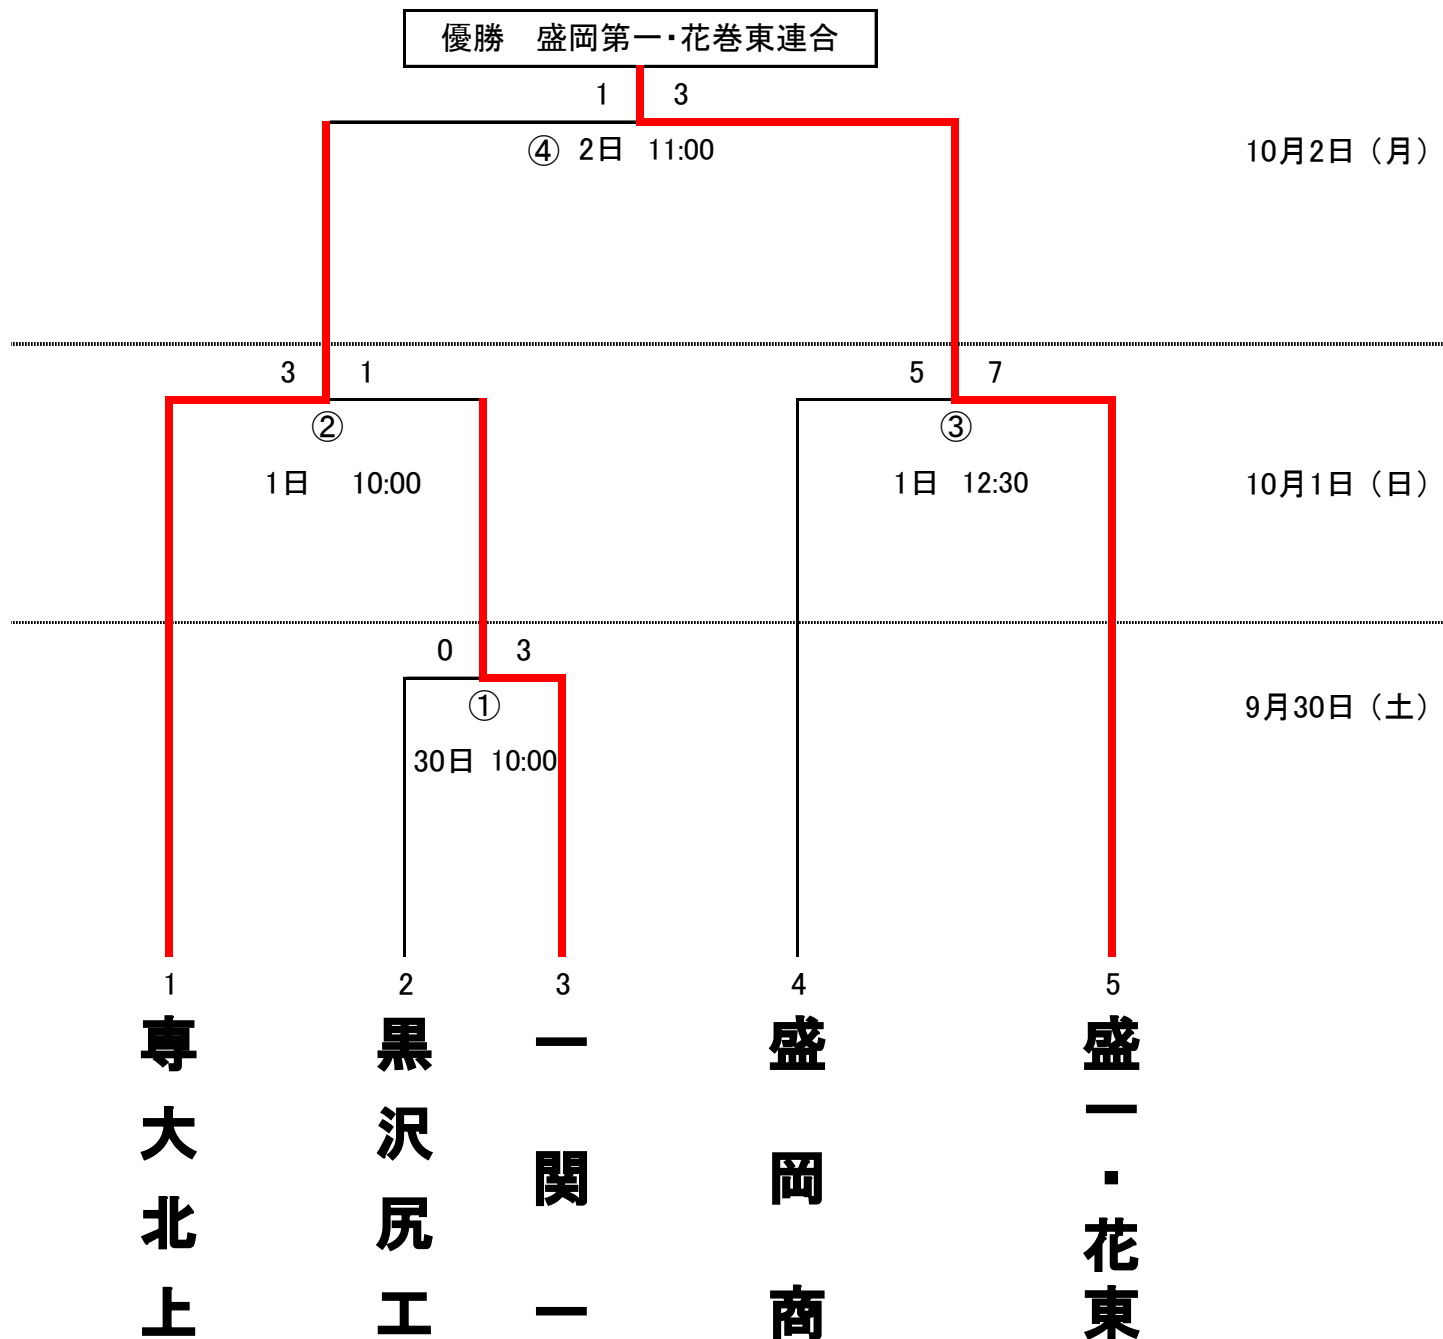 優勝　盛岡第一・花巻東連合
1 3
④ 2日 11:00
10月2日（月）
3 1
5 7
②
③
1日 10:00
1日 12:30
10月1日（日）
0 3
①
9月30日（土）
30日 10:00
1 2 3 4 5
専大北上
黒沢尻工
一関一
盛岡商
盛一・花東